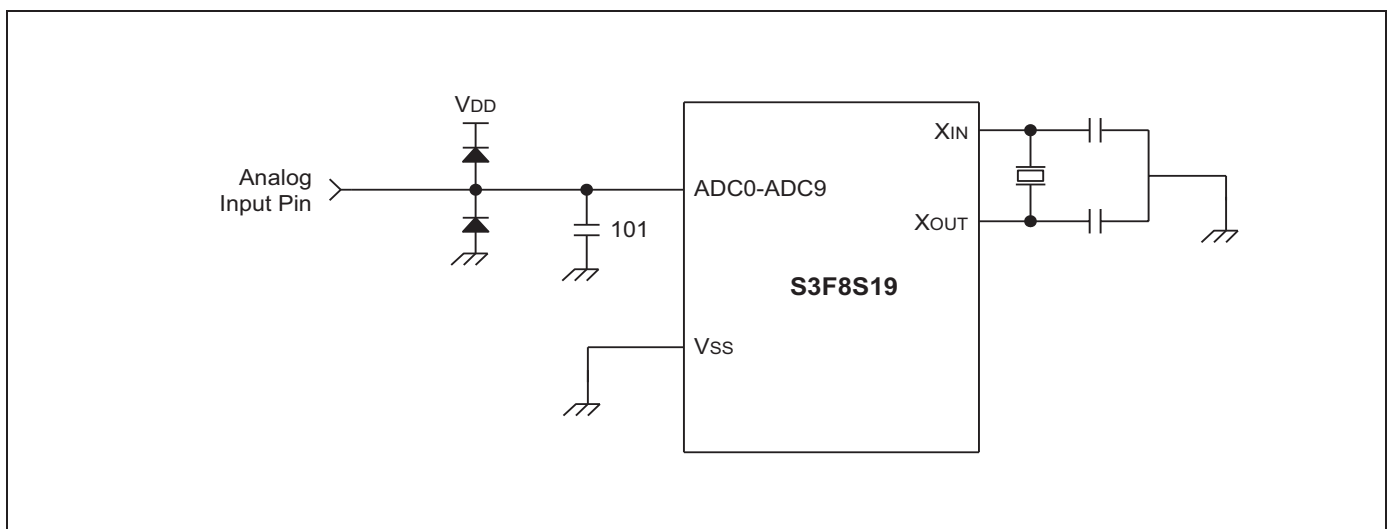 VDD
Analog
Input Pin
ADC0-ADC9
101
XIN
XOUT
S3F8S19
VSS